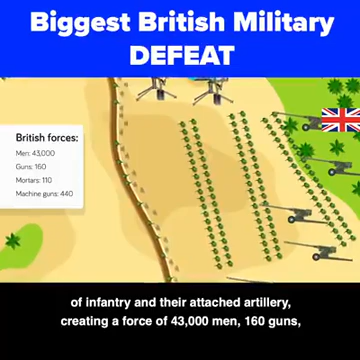 Biggest British Military
DEFEAT
British forces:
Men: 43,000
Guns: 160
Mortars: 110
Machine guns: 440
of infantry and their attached artillery,
creating a force of 43,000 men, 160 guns,